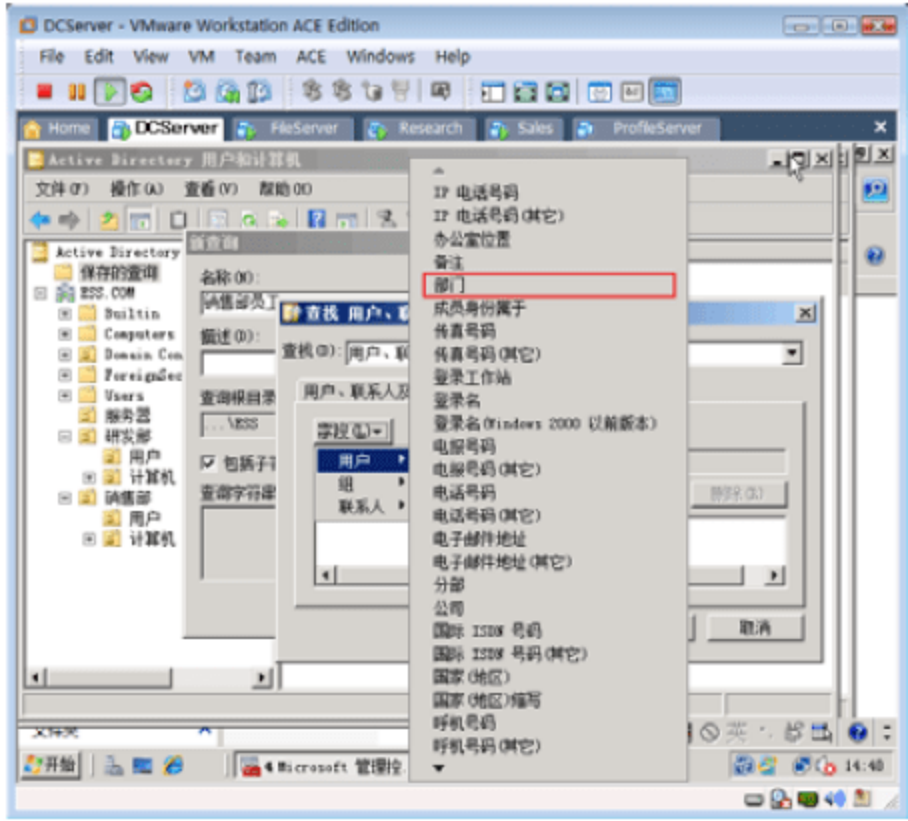 DCServer - VMware Workstation ACE Edition
File Edit View VM Team ACE Windows Help
Home DCServer FileServer Research Sales ProfileServer
Active Directory 用户和计算机
文件(F) 操作(A) 查看(V) 帮助(H)
Active Directory
保存的查询
ESS.COM
Builtin
Computers
Domain Con
ForeignSec
Users
服务器
研发部
用户
计算机
销售部
用户
计算机
新查询
名称(N):
销售部员工
描述(D):
查询根目录
...\ESS
包括子
查询字符串
查找 用户、联
查找(D): 用户、联
用户、联系人及
字段(L)
用户
组
联系人
删除(R)
取消
IP 电话号码
IP 电话号码(其它)
办公室位置
备注
部门
成员身份属于
传真号码
传真号码(其它)
登录工作站
登录名
登录名(Windows 2000 以前版本)
电报号码
电报号码(其它)
电话号码
电话号码(其它)
电子邮件地址
电子邮件地址(其它)
分部
公司
国际 ISDN 号码
国际 ISDN 号码(其它)
国家(地区)
国家(地区)缩写
呼机号码
呼机号码(其它)
文件夹
英
开始 4 Microsoft 管理控. 14:40